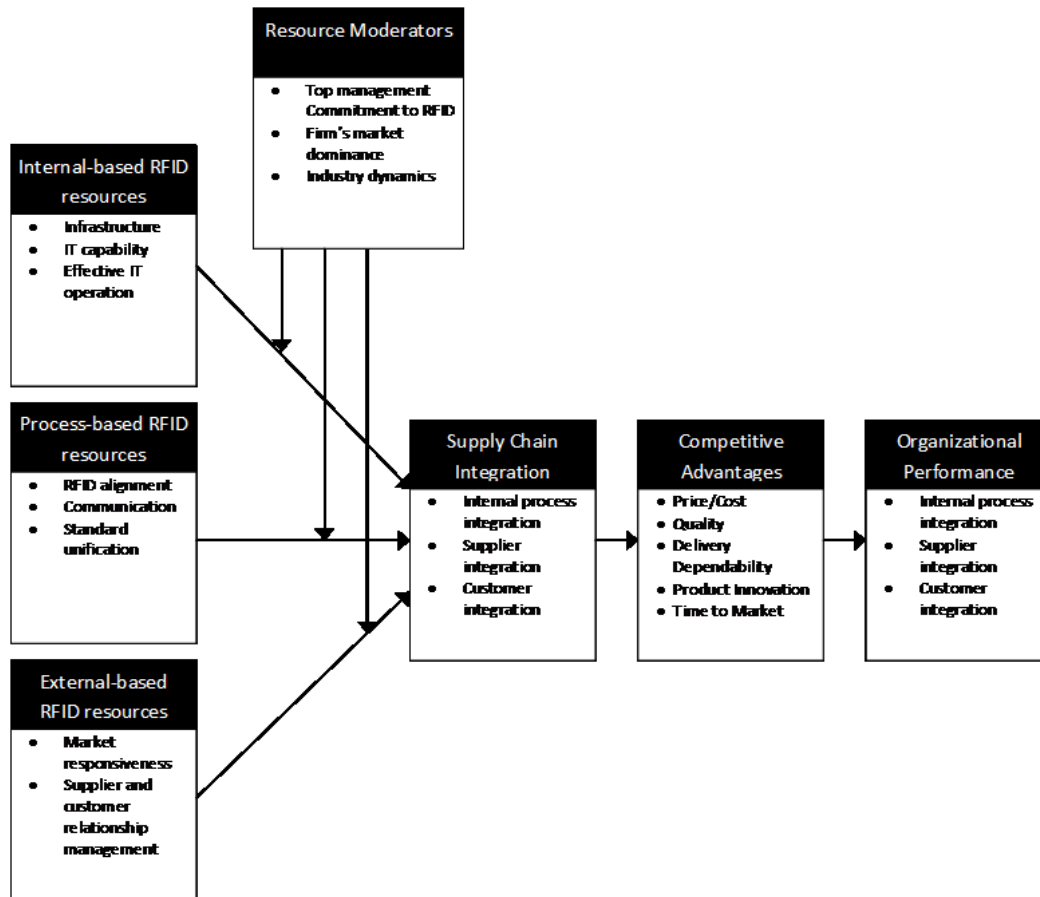 Resource Moderators
• Top management
Commitment to RFID
• Firm's market
dominance
• Industry dynamics
Internal-based RFID
resources
• Infrastructure
• IT capability
• Effective IT
operation
Process-based RFID
resources
• RFID alignment
• Communication
• Standard
unification
External-based
RFID resources
• Market
responsiveness
• Supplier and
customer
relationship
management
Supply Chain
Integration
• Internal process
integration
• Supplier
integration
• Customer
integration
Competitive
Advantages
• Price/Cost
• Quality
• Delivery
Dependability
• Product Innovation
• Time to Market
Organizational
Performance
• Internal process
integration
• Supplier
integration
• Customer
integration